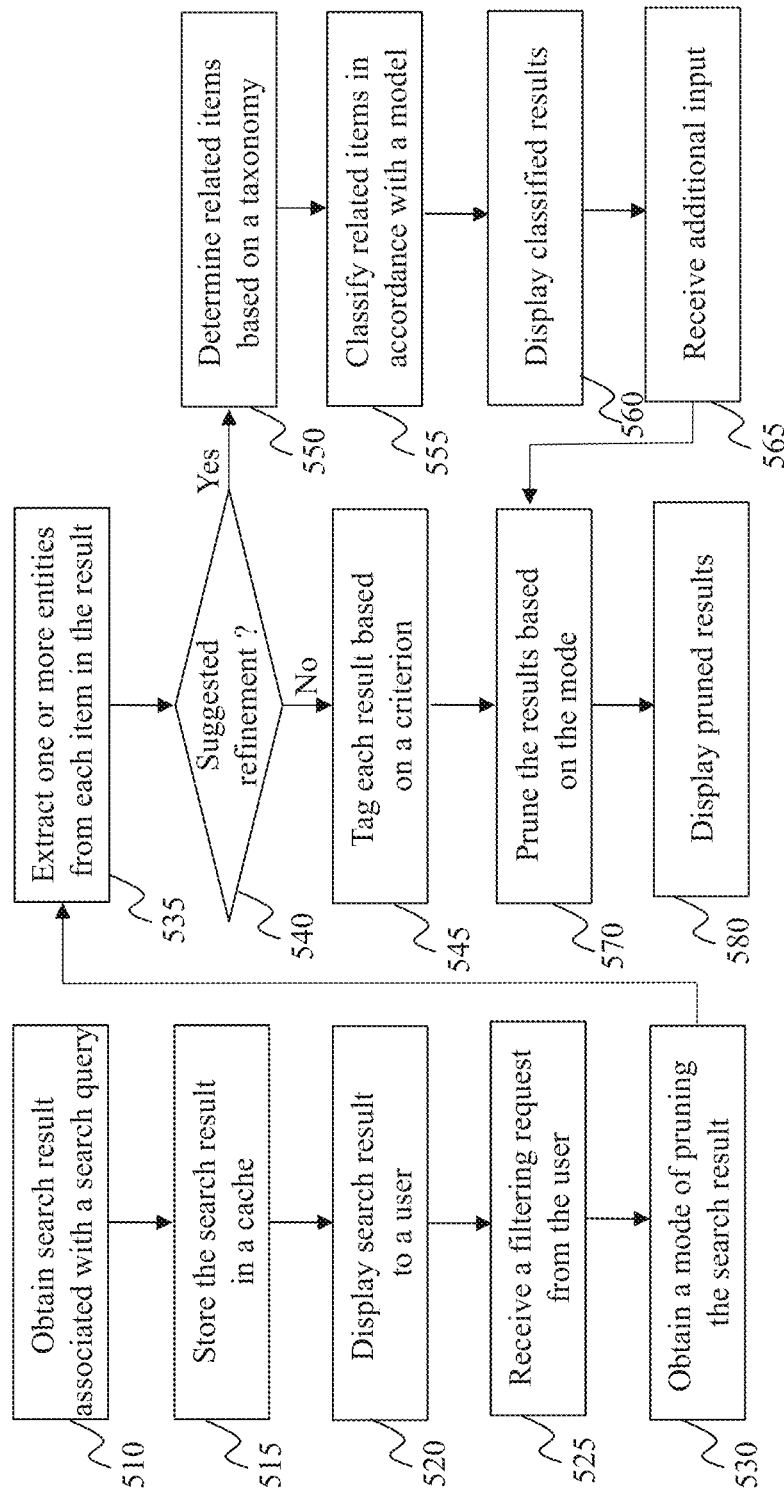 Obtain search result
associated with a search query
510
Store the search result
in a cache
515
Display search result
to a user
520
Receive a filtering request
from the user
525
Obtain a mode of pruning
the search result
530
Extract one or more entities
from each item in the result
535
Suggested
refinement ?
540
Yes
No
Tag each result based
on a criterion
545
Prune the results based
on the mode
570
Display pruned results
580
Determine related items
based on a taxonomy
550
Classify related items in
accordance with a model
555
Display classified results
560
Receive additional input
565